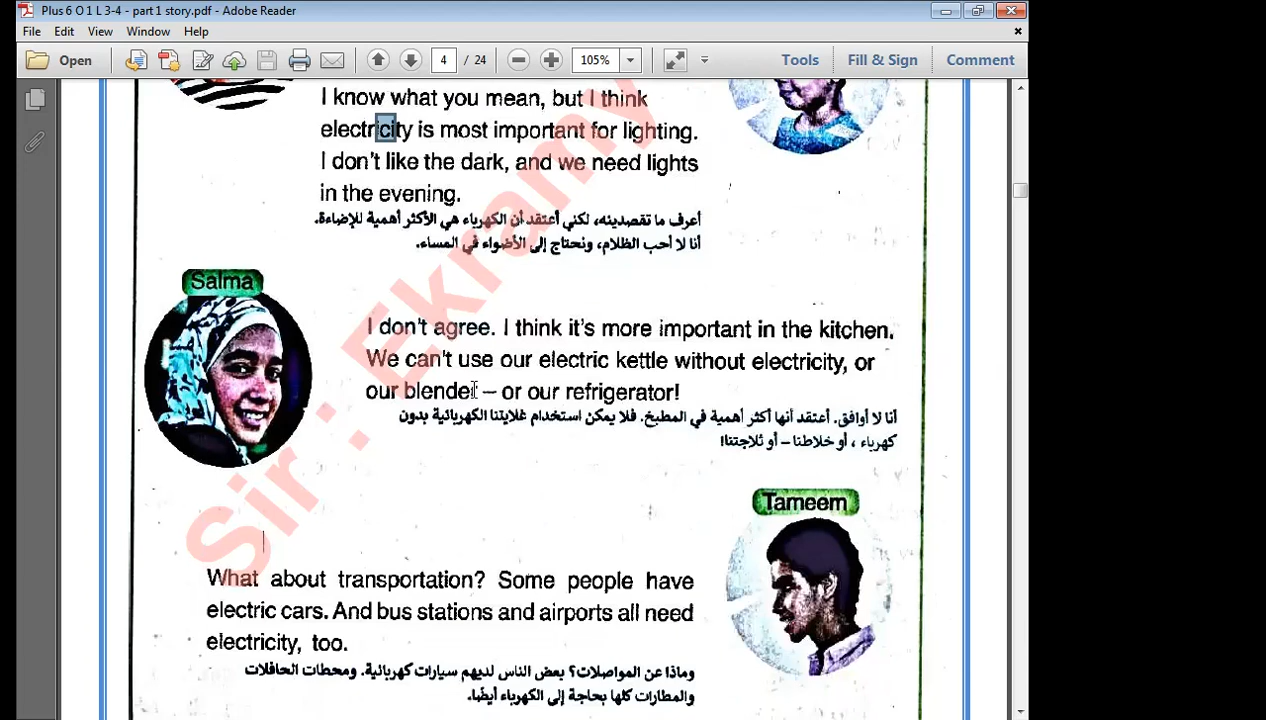 Plus 6 O 1 L 3-4 - part 1 story.pdf - Adobe Reader
File Edit View Window Help
Open 4 / 24 105% Tools Fill & Sign Comment
I know what you mean, but I think
electricity is most important for lighting.
I don't like the dark, and we need lights
in the evening.
أعرف ما تقصدينه، لكني أعتقد أن الكهرباء هي الأكثر أهمية للإضاءة.
أنا لا أحب الظلام، ونحتاج إلى الأضواء في المساء.
Salma
I don't agree. I think it's more important in the kitchen.
We can't use our electric kettle without electricity, or
our blender – or our refrigerator!
أنا لا أوافق. أعتقد أنها أكثر أهمية في المطبخ. فلا يمكن استخدام غلايتنا الكهربائية بدون
كهرباء ، أو خلاطنا – أو ثلاجتنا!
Tameem
What about transportation? Some people have
electric cars. And bus stations and airports all need
electricity, too.
وماذا عن المواصلات؟ بعض الناس لديهم سيارات كهربائية. ومحطات الحافلات
والمطارات كلها بحاجة إلى الكهرباء أيضًا.
Sir : Ekramy